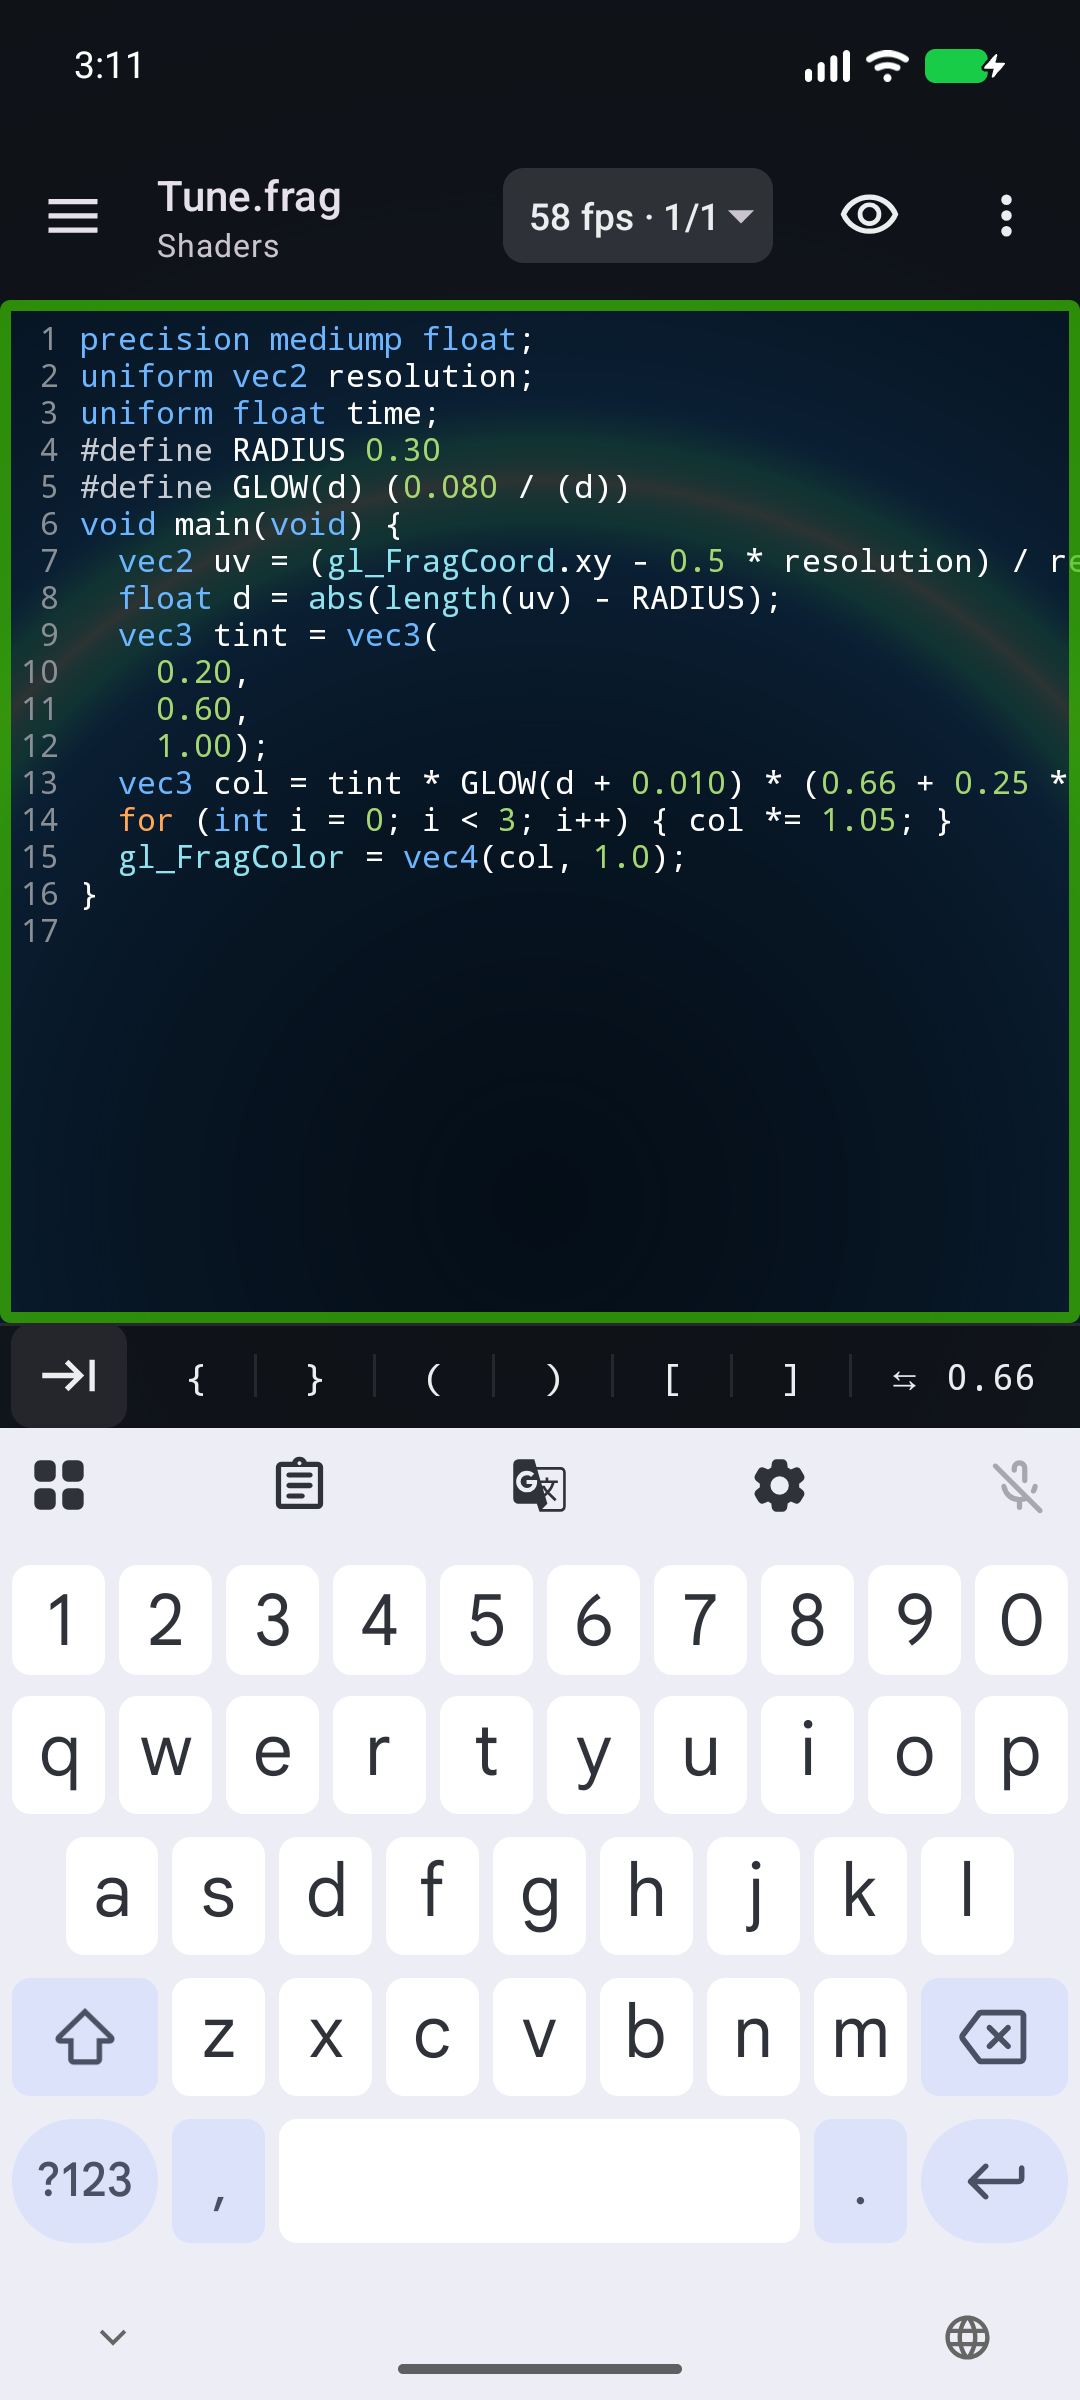 3:11
Tune.frag
Shaders
58 fps · 1/1
1 precision mediump float;
2 uniform vec2 resolution;
3 uniform float time;
4 #define RADIUS 0.30
5 #define GLOW(d) (0.080 / (d))
6 void main(void) {
7 vec2 uv = (gl_FragCoord.xy - 0.5 * resolution) / re
8 float d = abs(length(uv) - RADIUS);
9 vec3 tint = vec3(
10 0.20,
11 0.60,
12 1.00);
13 vec3 col = tint * GLOW(d + 0.010) * (0.66 + 0.25 *
14 for (int i = 0; i < 3; i++) { col *= 1.05; }
15 gl_FragColor = vec4(col, 1.0);
16 }
17
{ } ( ) [ ] ⇆ 0.66
1 2 3 4 5 6 7 8 9 0
q w e r t y u i o p
a s d f g h j k l
z x c v b n m
?123 , .